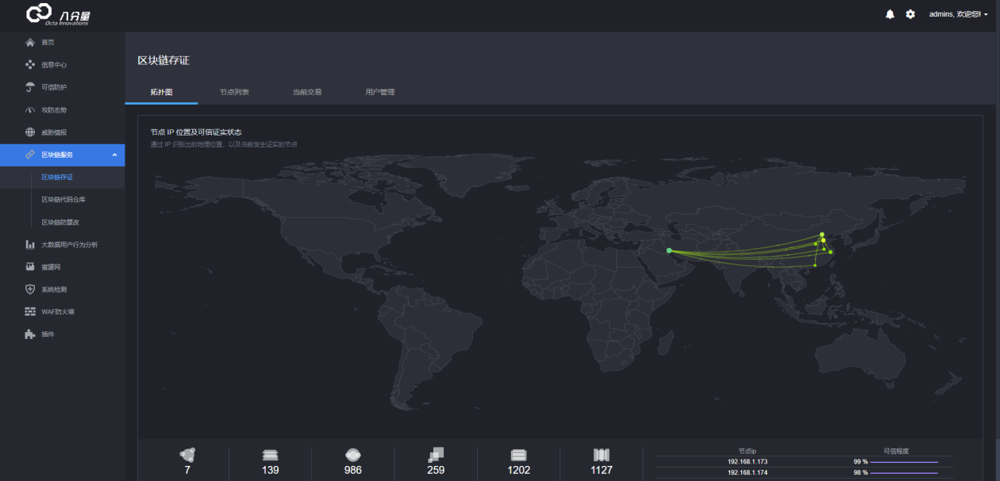 八分量
Octa Innovations
admins, 欢迎您!
首页
信息中心
可信防护
攻防态势
威胁情报
区块链服务
区块链存证
区块链代码仓库
区块链防篡改
大数据用户行为分析
蜜罐网
系统检测
WAF防火墙
插件
区块链存证
拓扑图
节点列表
当前交易
用户管理
节点 IP 位置及可信证实状态
通过 IP 识别出的地理位置，以及当前发生证实的节点
7
139
986
259
1202
1127
节点ip
可信程度
192.168.1.173
99 %
192.168.1.174
98 %